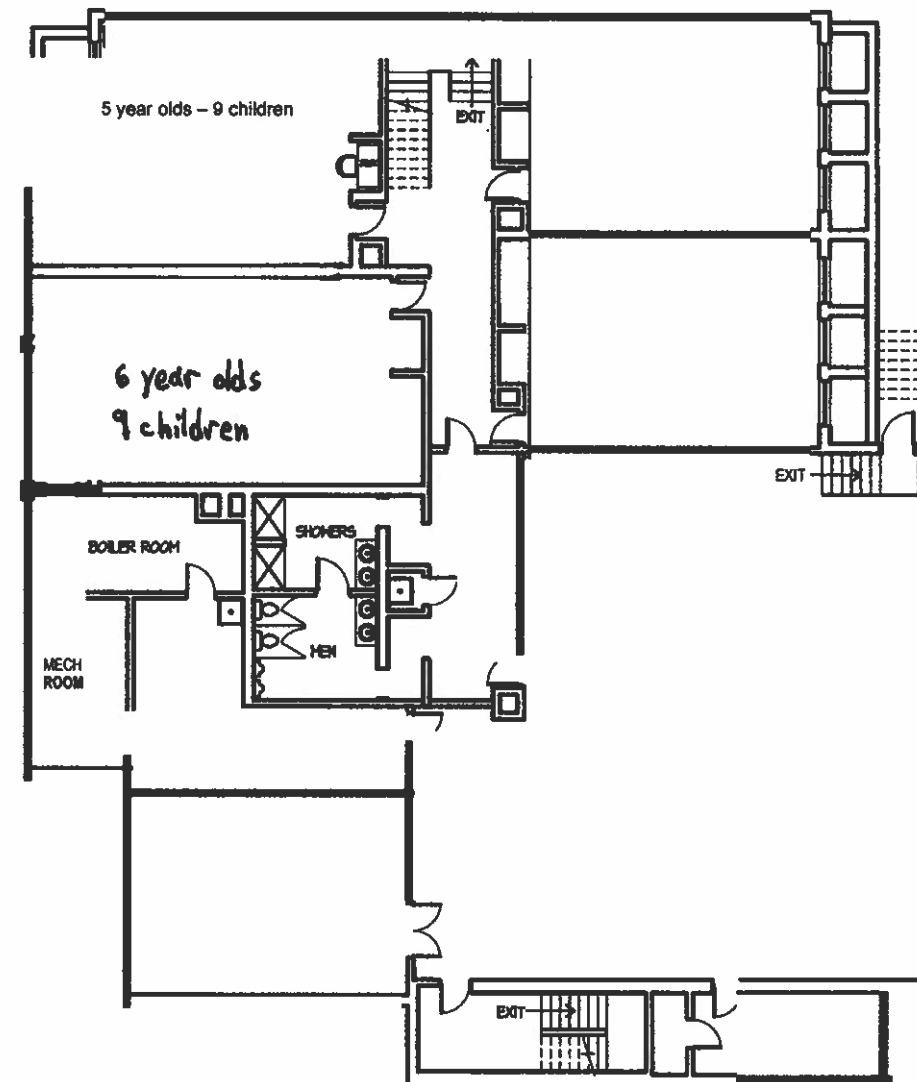 5 year olds – 9 children
EXIT
6 year olds
9 children
EXIT
SHOWERS
BOILER ROOM
MEN
MECH
ROOM
EXIT